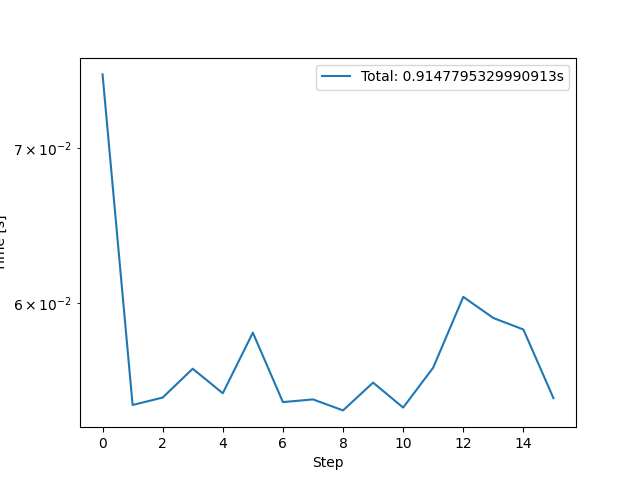 Total: 0.9147795329990913s
7 × 10⁻²
6 × 10⁻²
[s]
0 2 4 6 8 10 12 14
Step